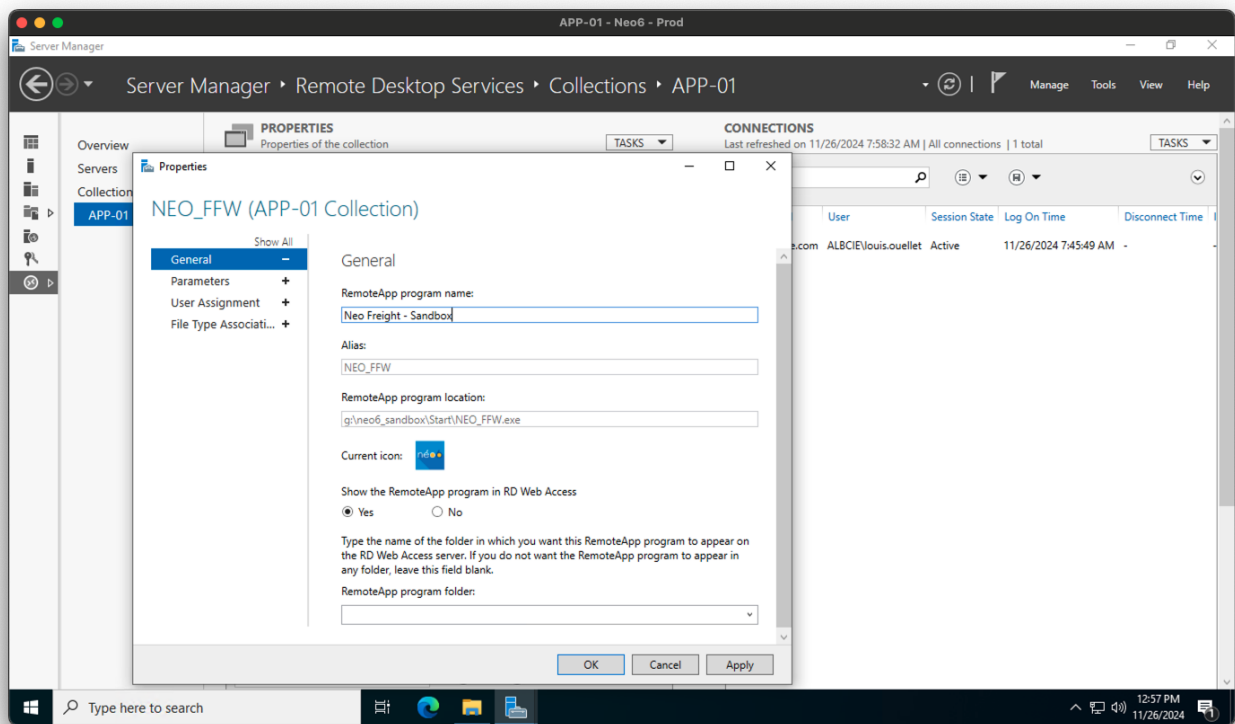 APP-01 - Neo6 - Prod
Server Manager
Server Manager ‣ Remote Desktop Services ‣ Collections ‣ APP-01
Manage Tools View Help
Overview
Servers
Collection
APP-01
PROPERTIES
Properties of the collection
TASKS
CONNECTIONS
Last refreshed on 11/26/2024 7:58:32 AM | All connections | 1 total
TASKS
User Session State Log On Time Disconnect Time
e.com ALBCIE\louis.ouellet Active 11/26/2024 7:45:49 AM - -
Properties
NEO_FFW (APP-01 Collection)
Show All
General −
Parameters +
User Assignment +
File Type Associati... +
General
RemoteApp program name:
Neo Freight - Sandbox
Alias:
NEO_FFW
RemoteApp program location:
g:\neo6_sandbox\Start\NEO_FFW.exe
Current icon: néo
Show the RemoteApp program in RD Web Access
Yes No
Type the name of the folder in which you want this RemoteApp program to appear on
the RD Web Access server. If you do not want the RemoteApp program to appear in
any folder, leave this field blank.
RemoteApp program folder:
OK Cancel Apply
Type here to search
12:57 PM
11/26/2024
1